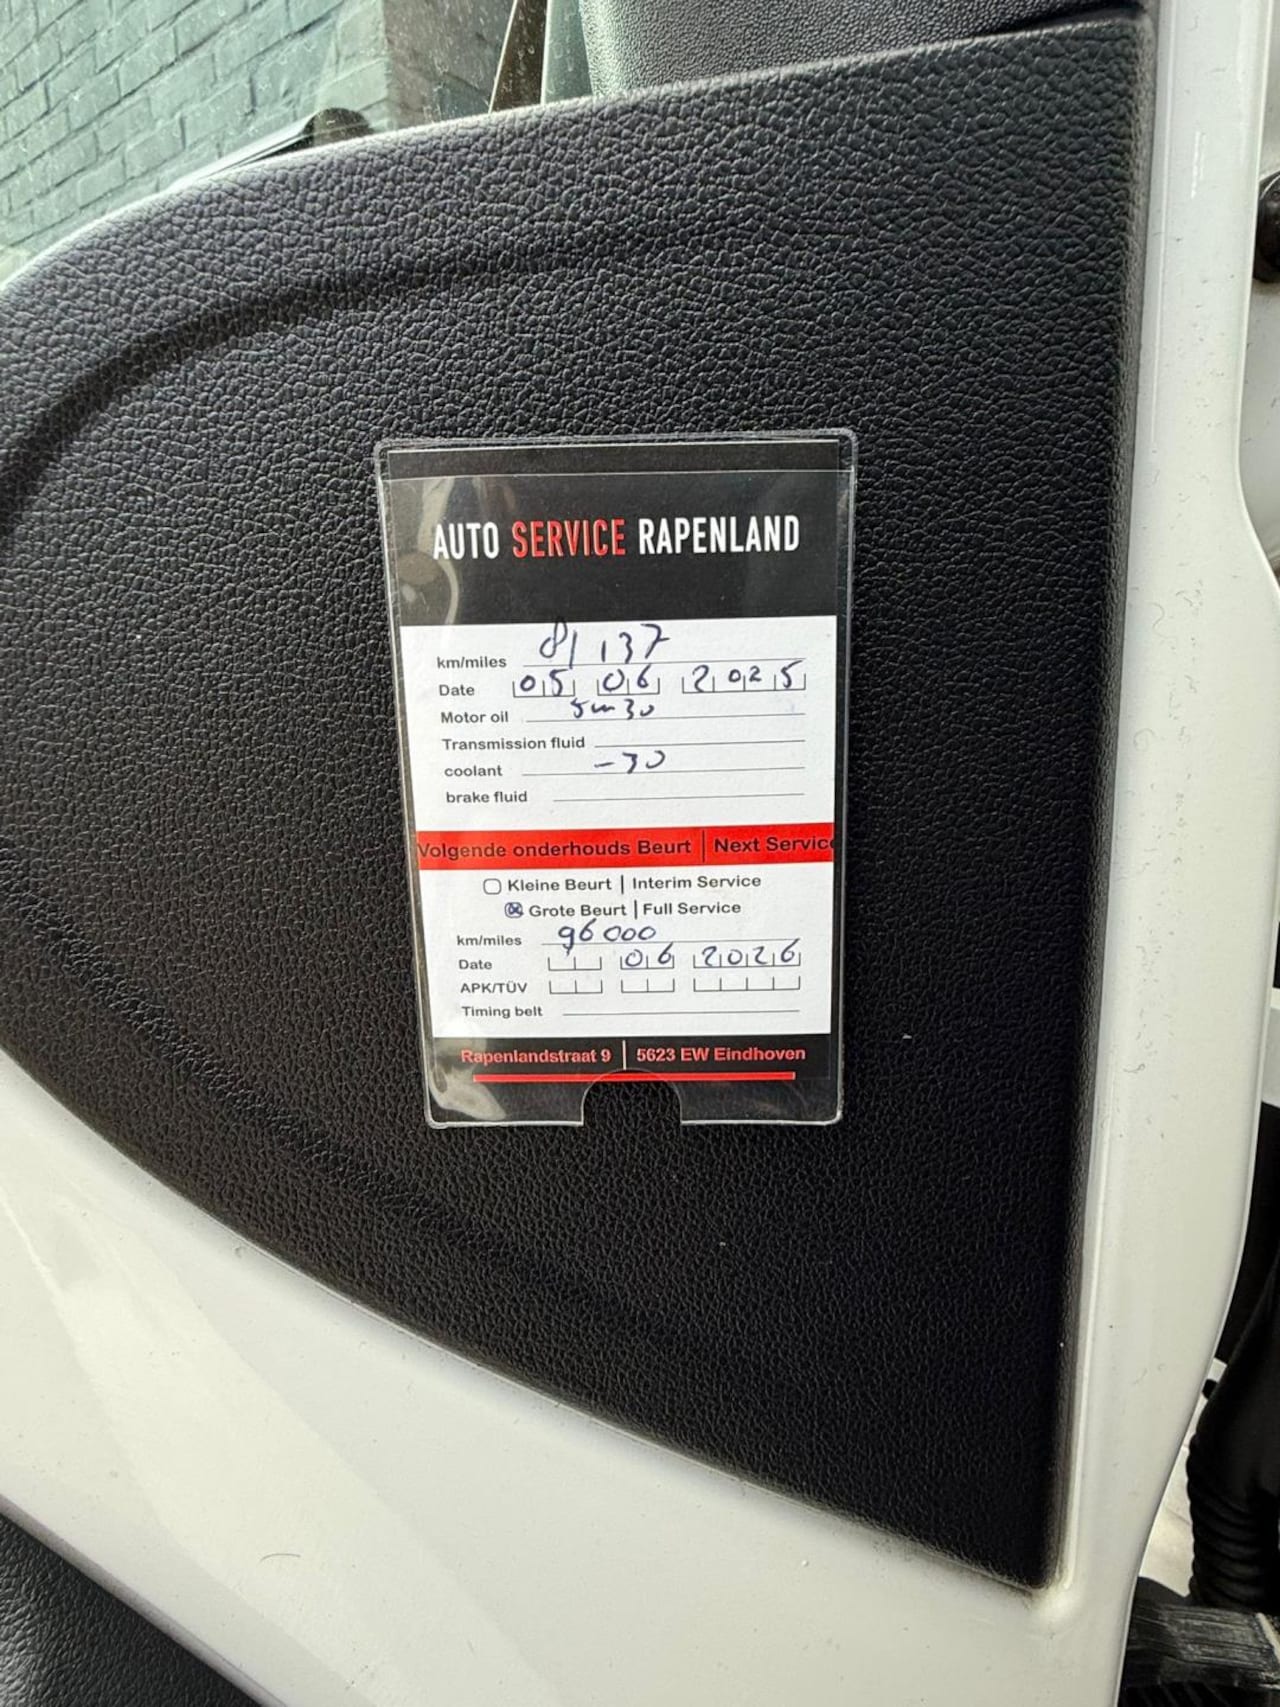 AUTO SERVICE RAPENLAND
km/miles 81137
Date 05 06 2025
Motor oil 5w30
Transmission fluid
coolant -30
brake fluid
Volgende onderhouds Beurt | Next Service
Kleine Beurt | Interim Service
Grote Beurt | Full Service
km/miles 96000
Date 06 2026
APK/TÜV
Timing belt
Rapenlandstraat 9 | 5623 EW Eindhoven